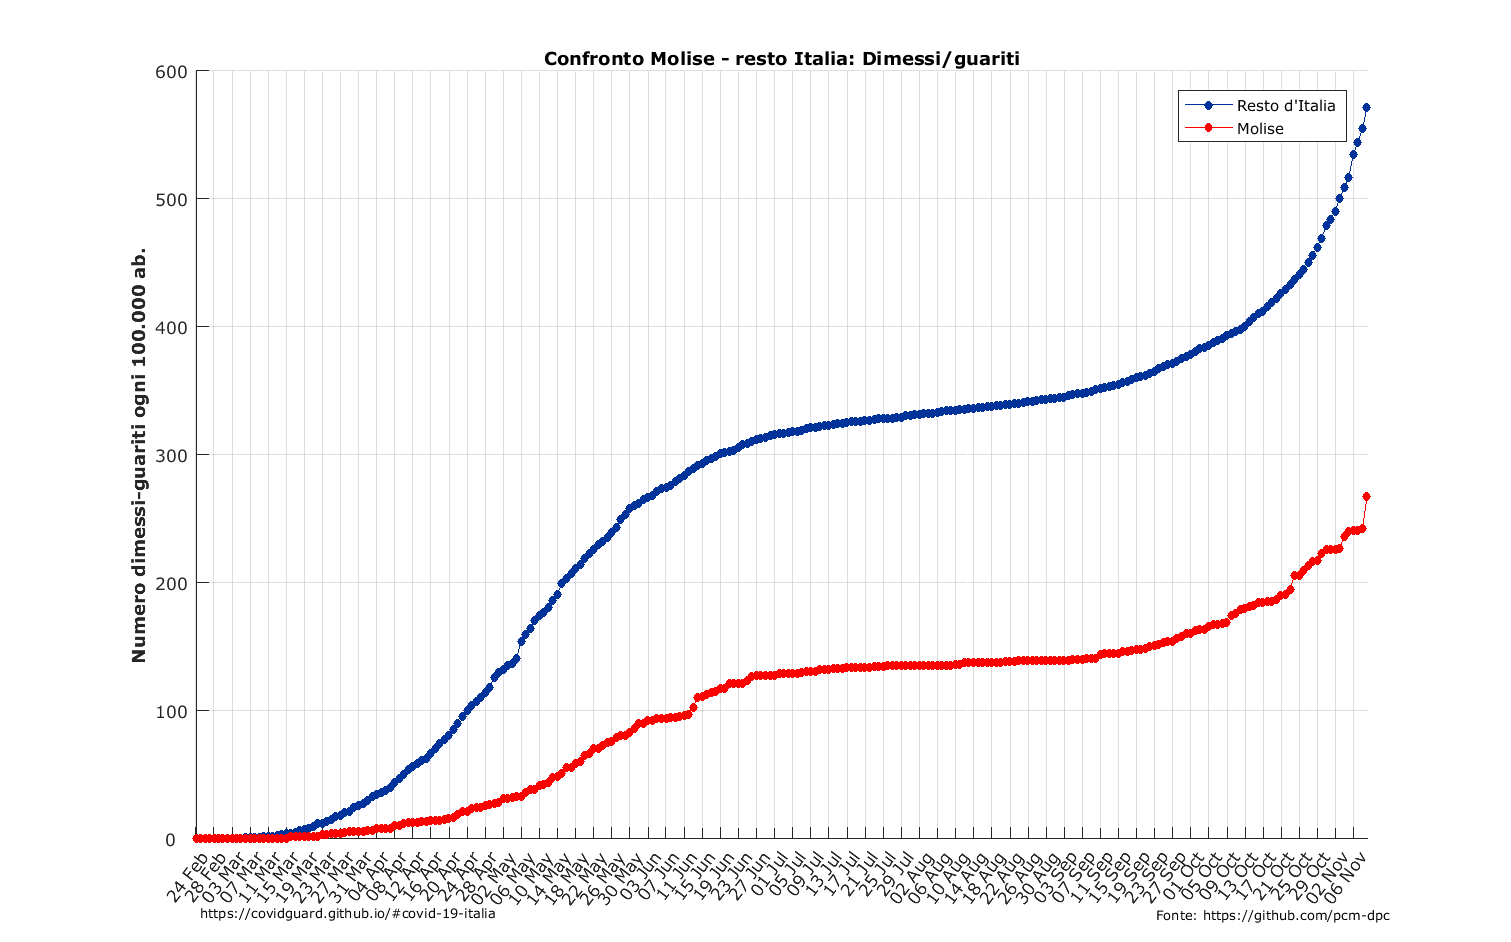 Confronto Molise - resto Italia: Dimessi/guariti
Resto d'Italia
Molise
Numero dimessi-guariti ogni 100.000 ab.
600
500
400
300
200
100
0
24 Feb
28 Feb
03 Mar
07 Mar
11 Mar
15 Mar
19 Mar
23 Mar
27 Mar
31 Mar
04 Apr
08 Apr
12 Apr
16 Apr
20 Apr
24 Apr
28 Apr
02 May
06 May
10 May
14 May
18 May
22 May
26 May
30 May
03 Jun
07 Jun
11 Jun
15 Jun
19 Jun
23 Jun
27 Jun
01 Jul
05 Jul
09 Jul
13 Jul
17 Jul
21 Jul
25 Jul
29 Jul
02 Aug
06 Aug
10 Aug
14 Aug
18 Aug
22 Aug
26 Aug
30 Aug
03 Sep
07 Sep
11 Sep
15 Sep
19 Sep
23 Sep
27 Sep
01 Oct
05 Oct
09 Oct
13 Oct
17 Oct
21 Oct
25 Oct
29 Oct
02 Nov
06 Nov
https://covidguard.github.io/#covid-19-italia
Fonte: https://github.com/pcm-dpc